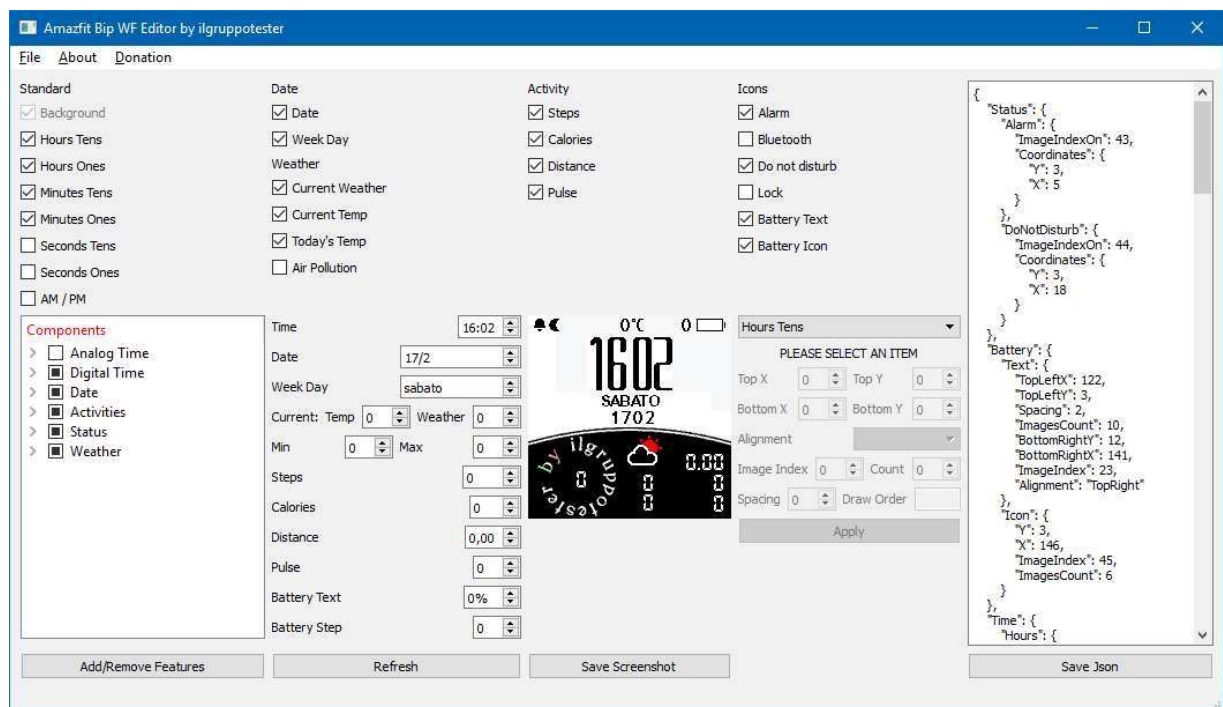 Amazfit Bip WF Editor by ilgruppotester
File About Donation
Standard
Background
Hours Tens
Hours Ones
Minutes Tens
Minutes Ones
Seconds Tens
Seconds Ones
AM / PM
Date
Date
Week Day
Weather
Current Weather
Current Temp
Today's Temp
Air Pollution
Activity
Steps
Calories
Distance
Pulse
Icons
Alarm
Bluetooth
Do not disturb
Lock
Battery Text
Battery Icon
Components
Analog Time
Digital Time
Date
Activities
Status
Weather
Time 16:02
Date 17/2
Week Day sabato
Current: Temp 0 Weather 0
Min 0 Max 0
Steps 0
Calories 0
Distance 0,00
Pulse 0
Battery Text 0%
Battery Step 0
0°C 0
1602
SABATO
1702
by ilgruppotester
0
0.00
0 0
0 0
Hours Tens
PLEASE SELECT AN ITEM
Top X 0 Top Y 0
Bottom X 0 Bottom Y 0
Alignment
Image Index 0 Count 0
Spacing 0 Draw Order
Apply
{
"Status": {
"Alarm": {
"ImageIndexOn": 43,
"Coordinates": {
"Y": 3,
"X": 5
}
},
"DoNotDisturb": {
"ImageIndexOn": 44,
"Coordinates": {
"Y": 3,
"X": 18
}
}
},
"Battery": {
"Text": {
"TopLeftX": 122,
"TopLeftY": 3,
"Spacing": 2,
"ImagesCount": 10,
"BottomRightY": 12,
"BottomRightX": 141,
"ImageIndex": 23,
"Alignment": "TopRight"
},
"Icon": {
"Y": 3,
"X": 146,
"ImageIndex": 45,
"ImagesCount": 6
}
},
"Time": {
"Hours": {
Add/Remove Features
Refresh
Save Screenshot
Save Json